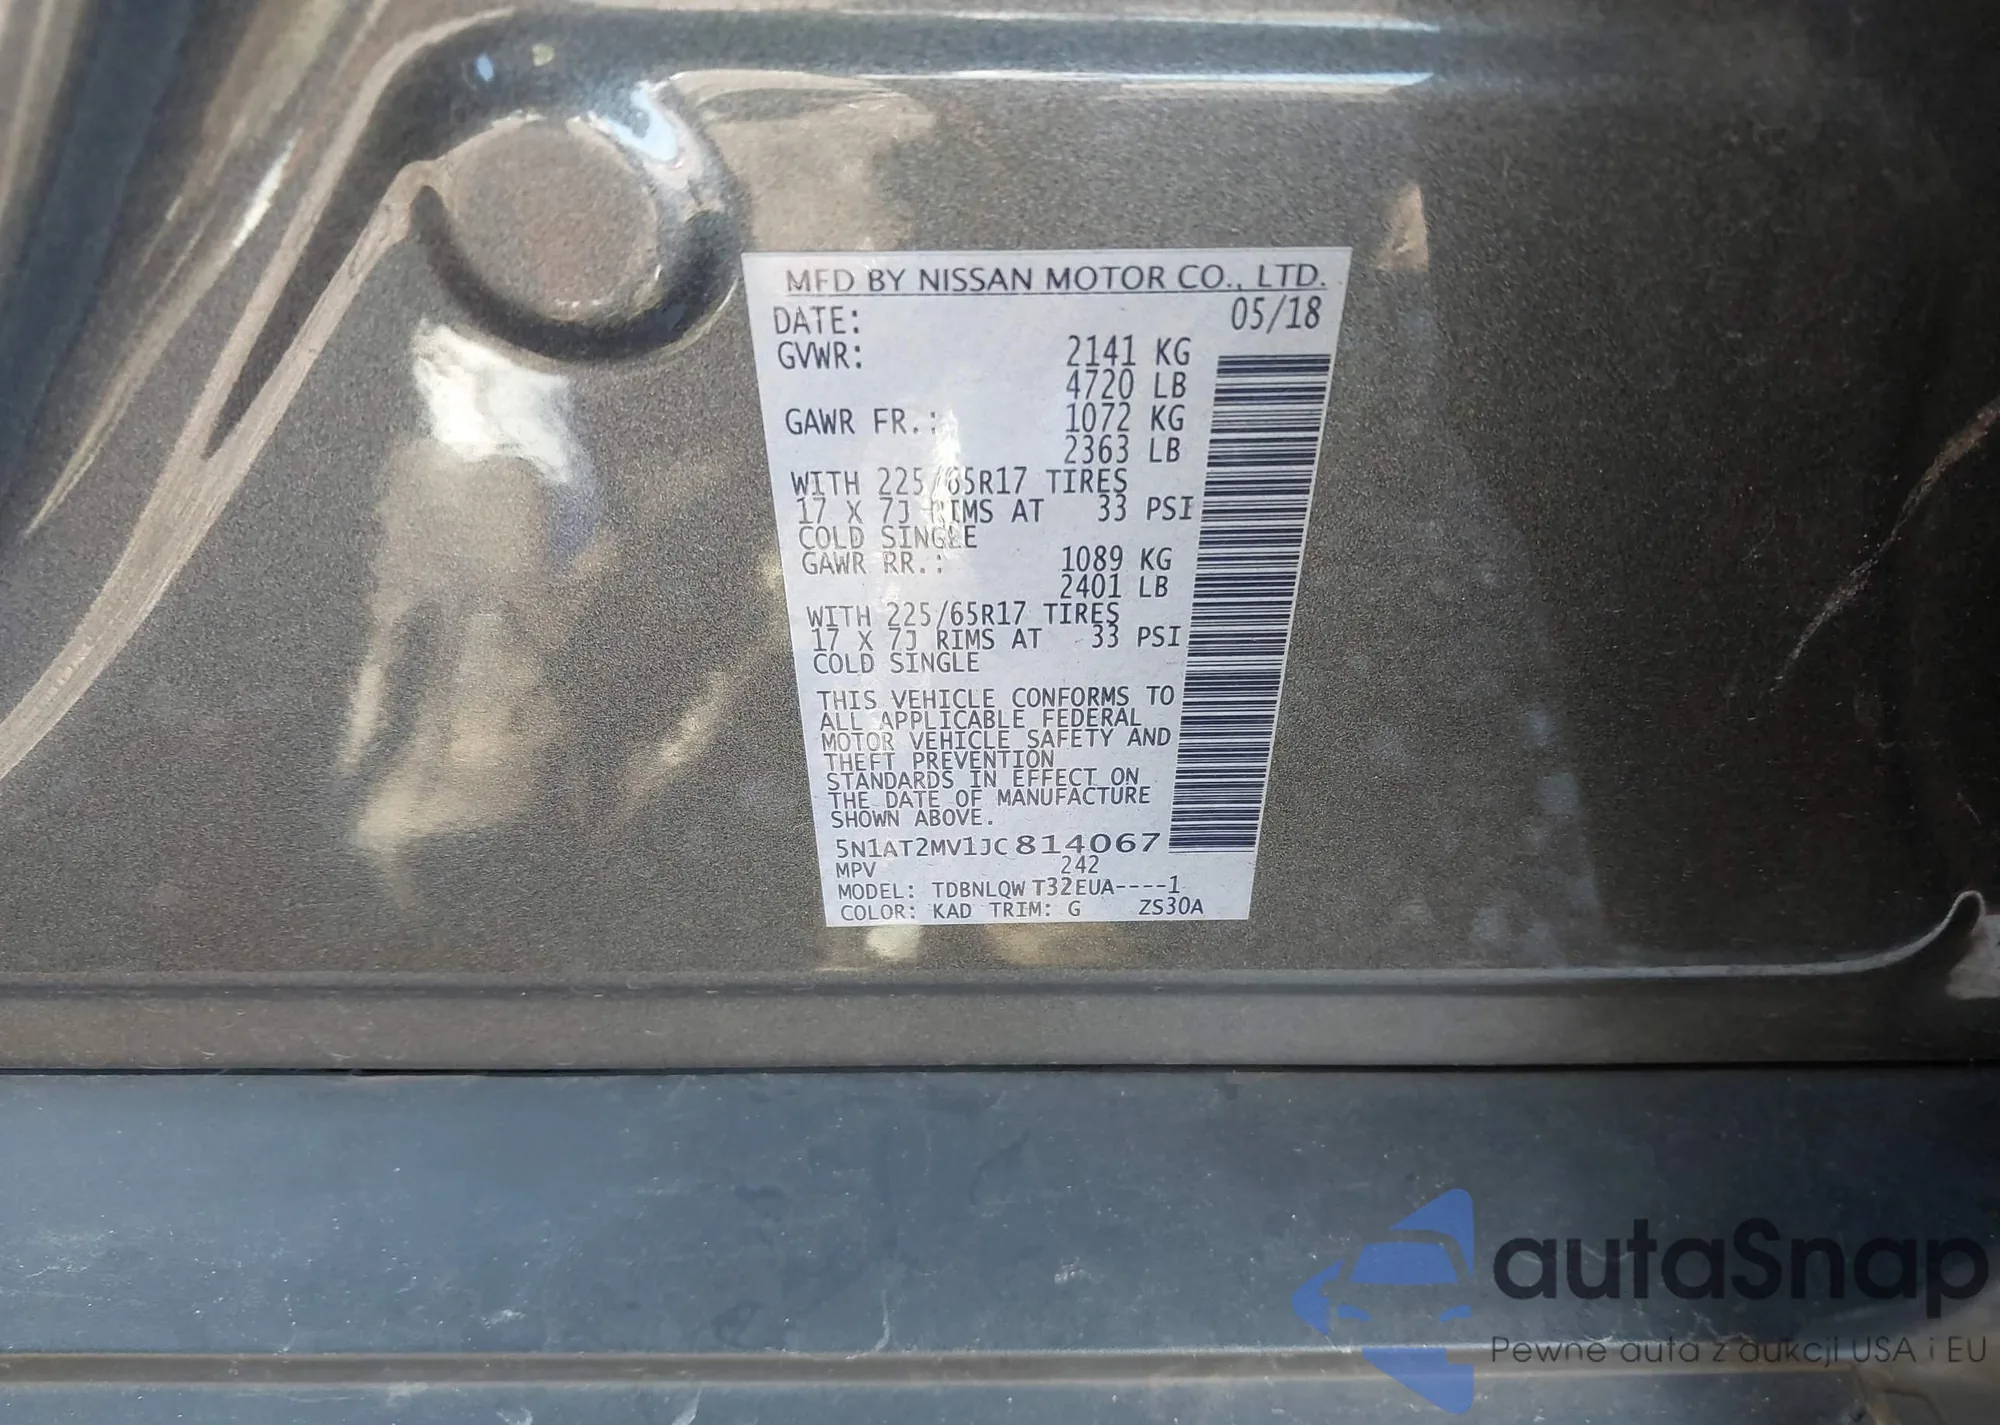 MFD BY NISSAN MOTOR CO., LTD.
DATE: 05/18
GVWR: 2141 KG
4720 LB
GAWR FR.: 1072 KG
2363 LB
WITH 225/65R17 TIRES
17 X 7J RIMS AT 33 PSI
COLD SINGLE
GAWR RR.: 1089 KG
2401 LB
WITH 225/65R17 TIRES
17 X 7J RIMS AT 33 PSI
COLD SINGLE
THIS VEHICLE CONFORMS TO
ALL APPLICABLE FEDERAL
MOTOR VEHICLE SAFETY AND
THEFT PREVENTION
STANDARDS IN EFFECT ON
THE DATE OF MANUFACTURE
SHOWN ABOVE.
5N1AT2MV1JC814067
MPV 242
MODEL: TDBNLQW T32EUA----1
COLOR: KAD TRIM: G ZS30A
autaSnap
Pewne auta z aukcji USA i EU